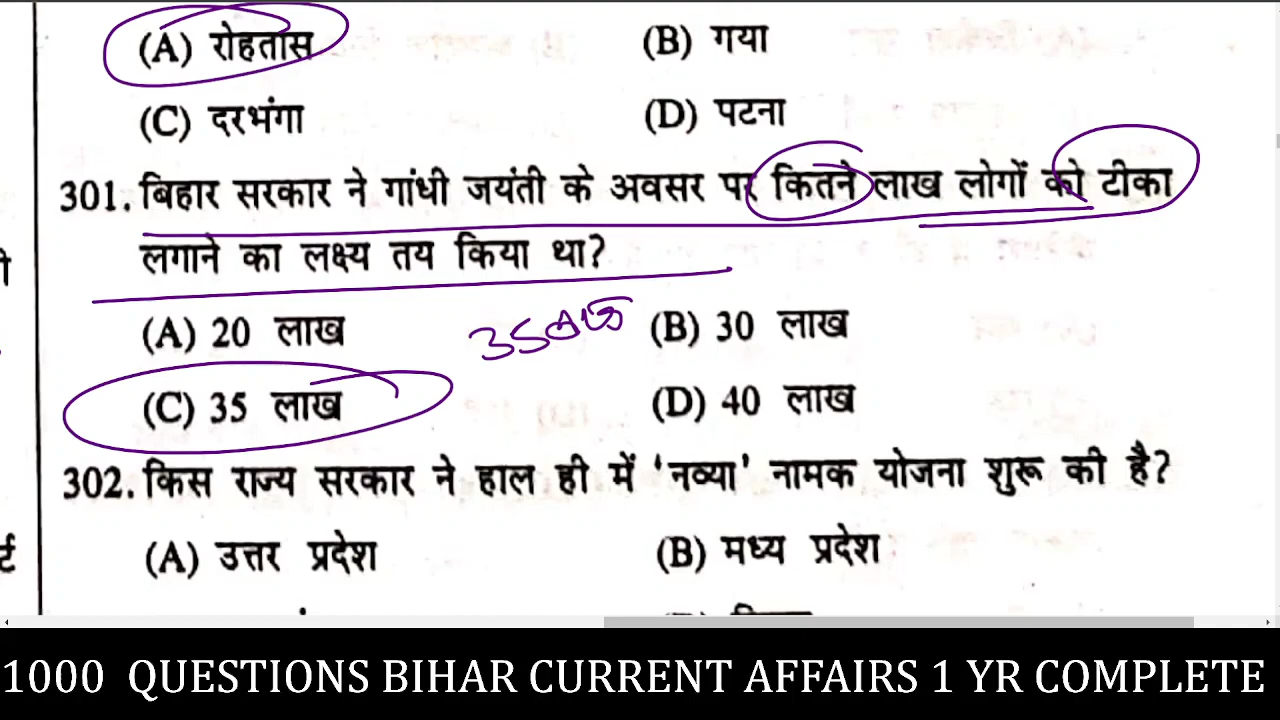 (A) रोहतास (B) गया
(C) दरभंगा (D) पटना
301. बिहार सरकार ने गांधी जयंती के अवसर पर कितने लाख लोगों को टीका
लगाने का लक्ष्य तय किया था?
(A) 20 लाख (B) 30 लाख
35
(C) 35 लाख (D) 40 लाख
302. किस राज्य सरकार ने हाल ही में 'नव्या' नामक योजना शुरू की है?
(A) उत्तर प्रदेश (B) मध्य प्रदेश
1000 QUESTIONS BIHAR CURRENT AFFAIRS 1 YR COMPLETE